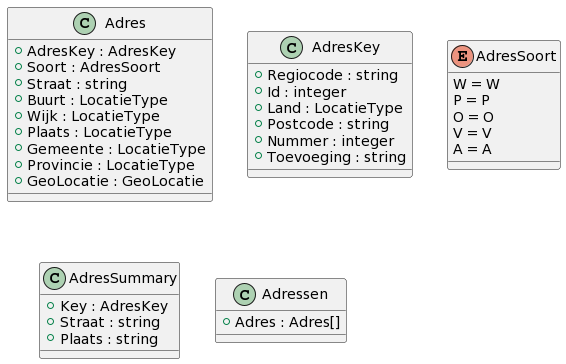 C Adres
AdresKey : AdresKey
Soort : AdresSoort
Straat : string
Buurt : LocatieType
Wijk : LocatieType
Plaats : LocatieType
Gemeente : LocatieType
Provincie : LocatieType
GeoLocatie : GeoLocatie
C AdresKey
Regiocode : string
Id : integer
Land : LocatieType
Postcode : string
Nummer : integer
Toevoeging : string
E AdresSoort
W = W
P = P
O = O
V = V
A = A
C AdresSummary
Key : AdresKey
Straat : string
Plaats : string
C Adressen
Adres : Adres[]